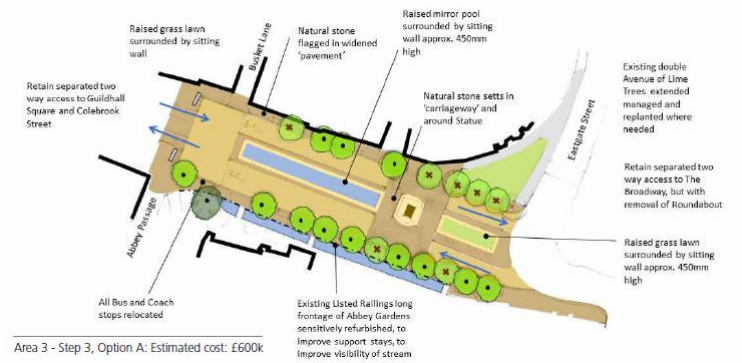 Raised grass lawn
surrounded by sitting
wall
Busket Lane
Natural stone
flagged in widened
'pavement'
Raised mirror pool
surrounded by sitting
wall approx. 450mm
high
Retain separated two
way access to Guildhall
Square and Colebrook
Street
Natural stone setts in
'carriageway' and
around Statue
Existing double
Avenue of Lime
Trees extended
managed and
replanted where
needed
Eastgate Street
Retain separated two
way access to The
Broadway, but with
removal of Roundabout
Abbey Passage
Raised grass lawn
surrounded by sitting
wall approx. 450mm
high
All Bus and Coach
stops relocated
Existing Listed Railings long
frontage of Abbey Gardens
sensitively refurbished, to
improve support stays, to
improve visibility of stream
Area 3 - Step 3, Option A: Estimated cost: £600k